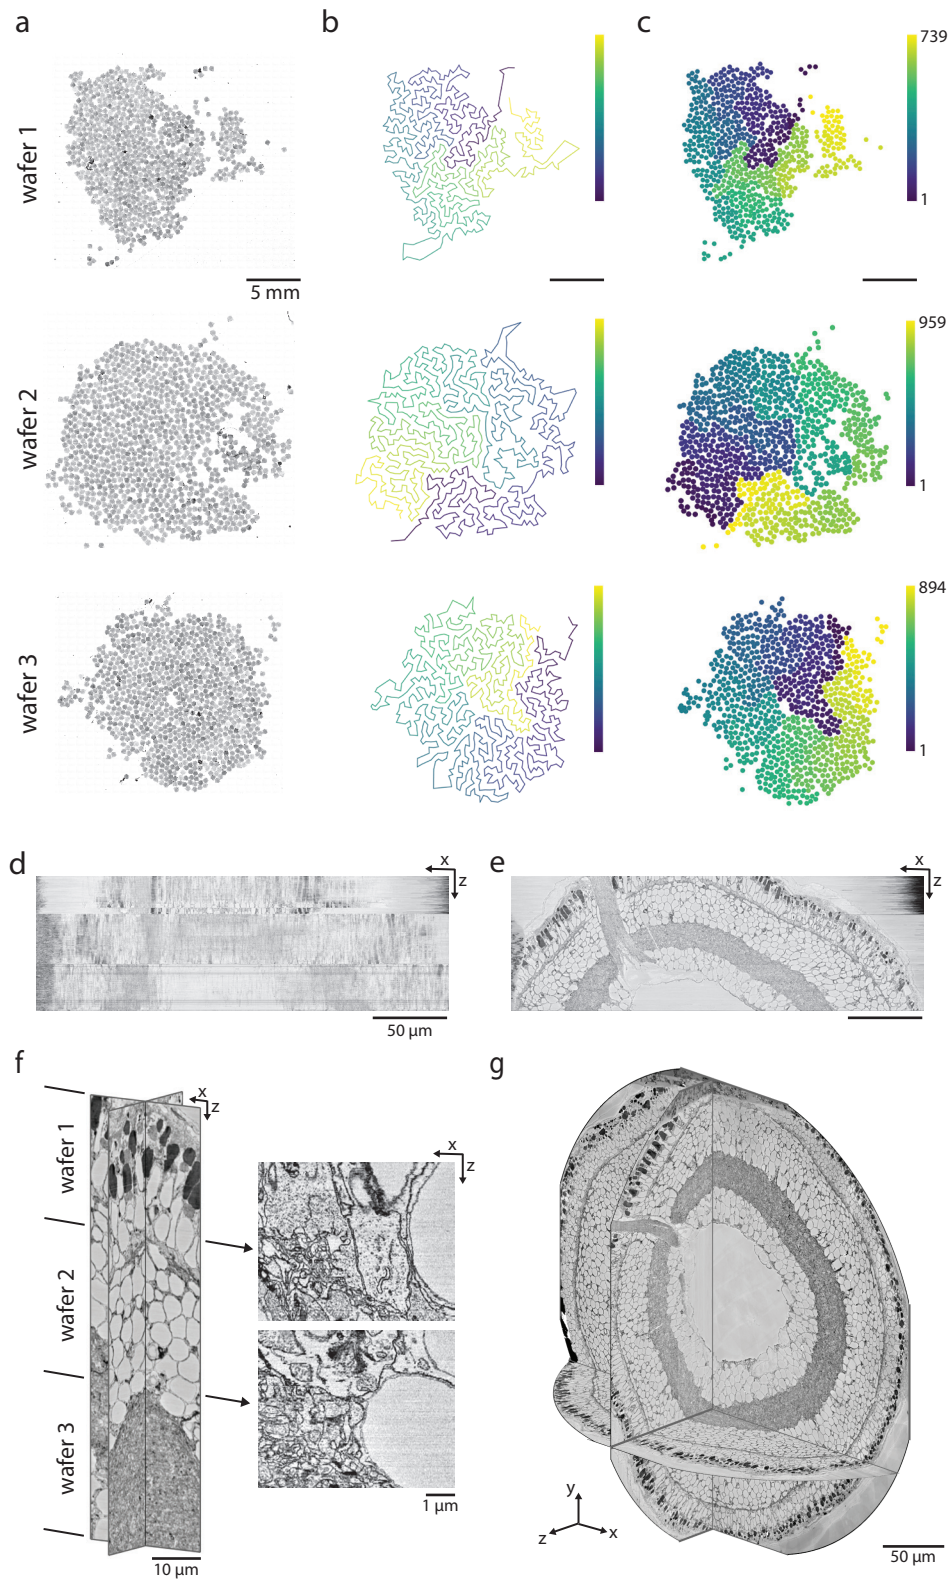 a
b
c
wafer 1
739
1
5 mm
wafer 2
959
1
wafer 3
894
1
d
x
z
50 µm
e
x
z
f
wafer 1
wafer 2
wafer 3
x
z
10 µm
x
z
1 µm
g
y
z
x
50 µm